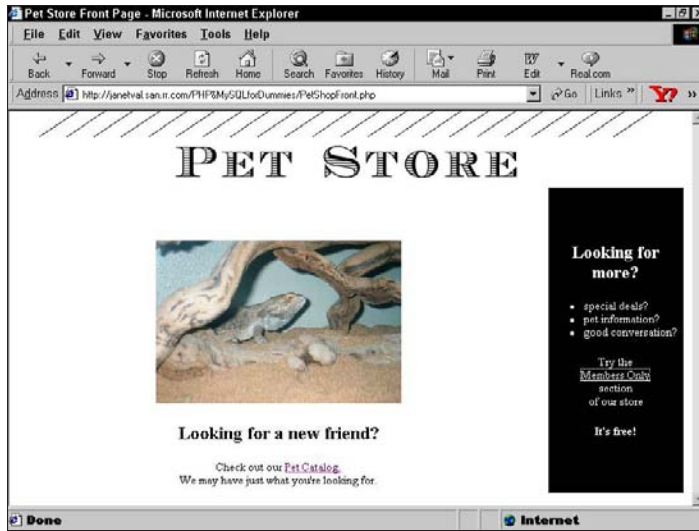 Pet Store Front Page - Microsoft Internet Explorer
File Edit View Favorites Tools Help
Back Forward Stop Refresh Home Search Favorites History Mail Print Edit Real.com
Address http://janetval.san.rr.com/PHP&MySQLforDummies/PetShopFront.php Go Links »
Y! »
PET STORE
Looking for a new friend?
Check out our Pet Catalog.
We may have just what you're looking for.
Looking for
more?
special deals?
pet information?
good conversation?
Try the
Members Only
section
of our store
It's free!
Done Internet